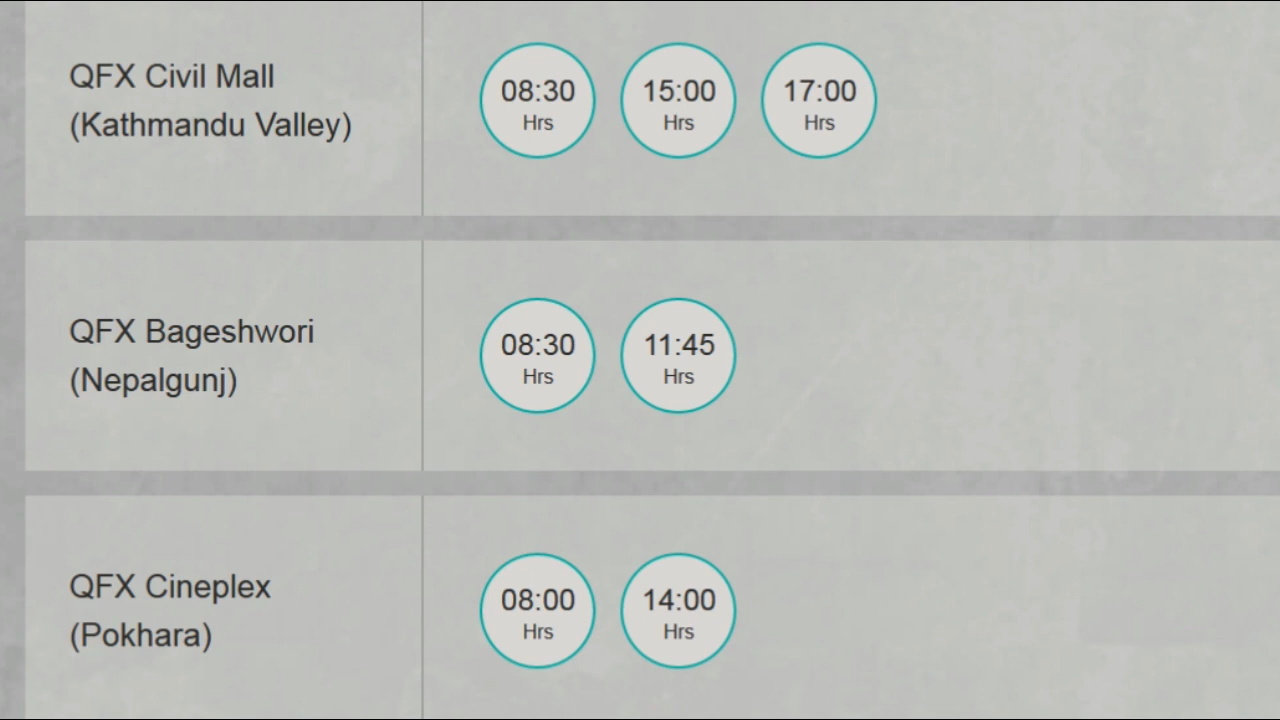 QFX Civil Mall
(Kathmandu Valley)
08:30 15:00 17:00
Hrs Hrs Hrs
QFX Bageshwori
(Nepalgunj)
08:30 11:45
Hrs Hrs
QFX Cineplex
(Pokhara)
08:00 14:00
Hrs Hrs